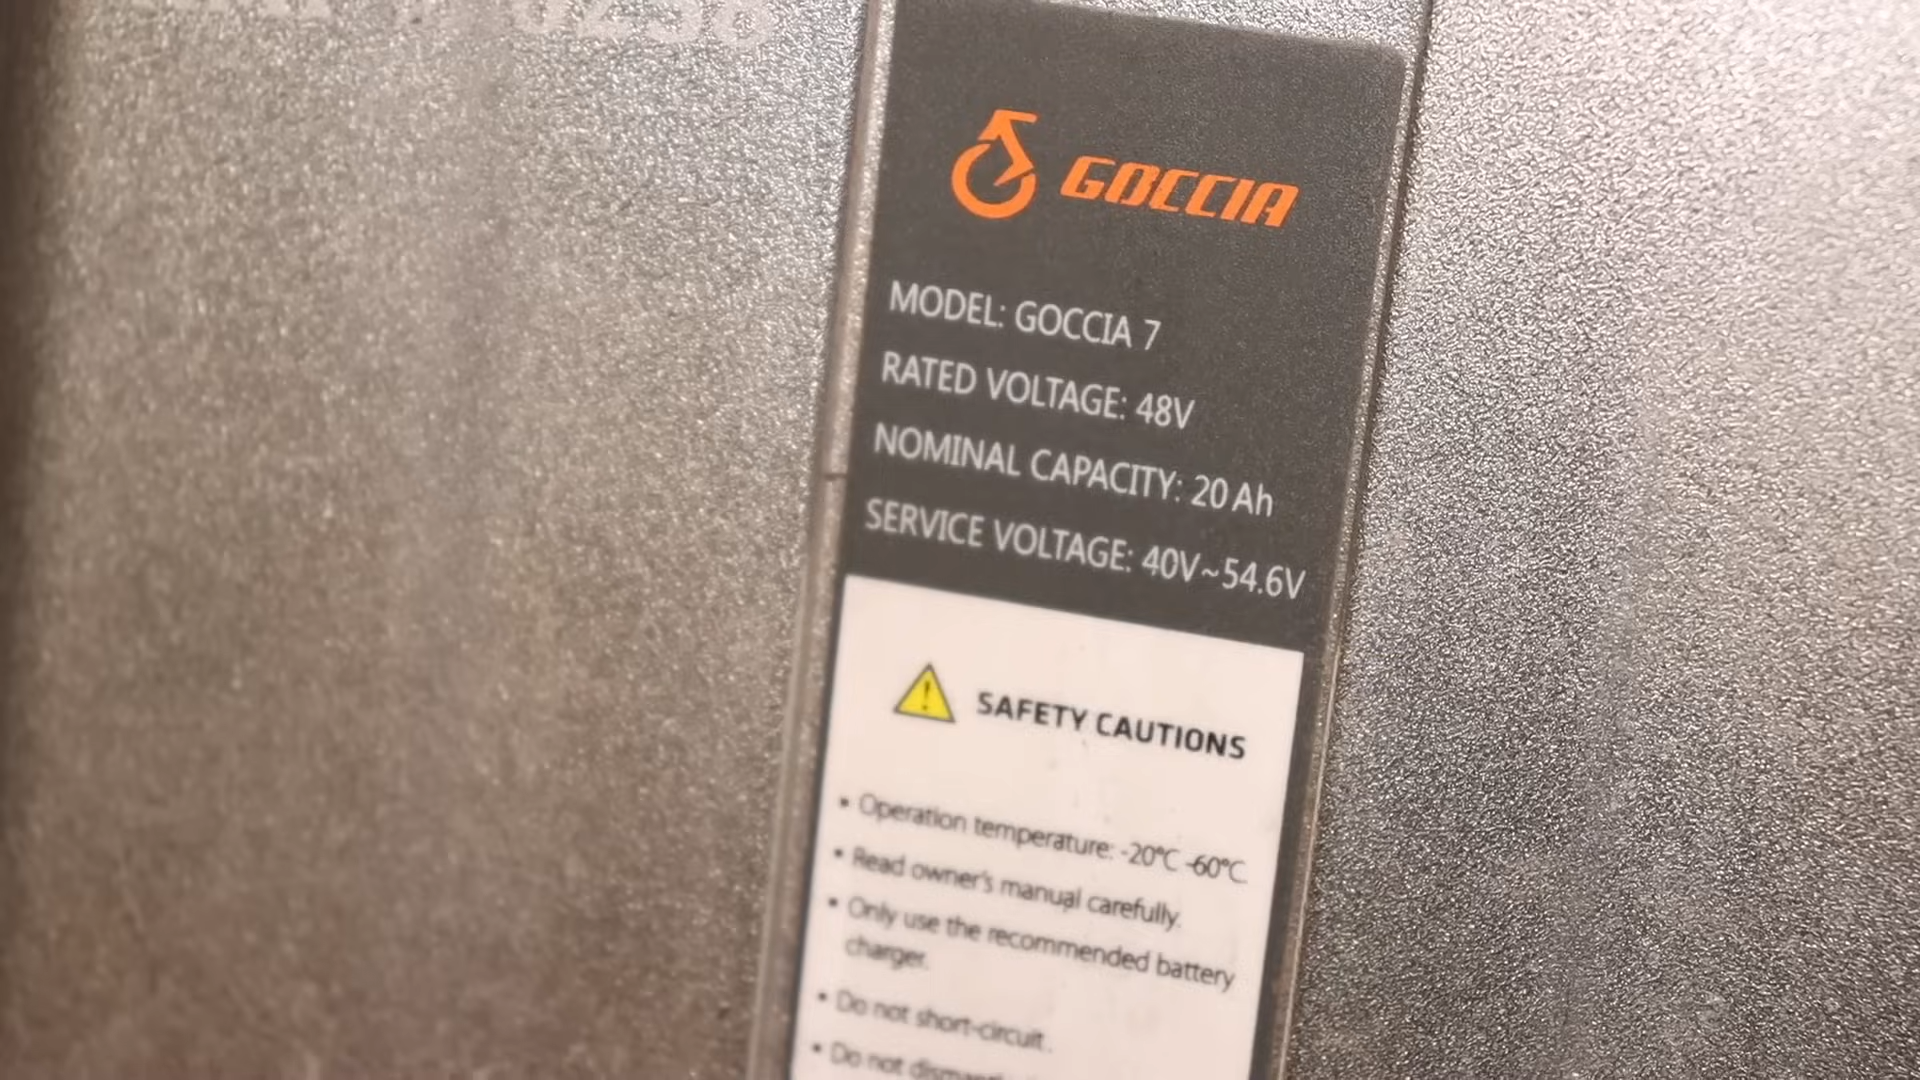 GOCCIA
MODEL: GOCCIA 7
RATED VOLTAGE: 48V
NOMINAL CAPACITY: 20 Ah
SERVICE VOLTAGE: 40V~54.6V
SAFETY CAUTIONS
• Operation temperature: -20°C -60°C
• Read owner's manual carefully.
• Only use the recommended battery
charger.
• Do not short-circuit.
• Do not